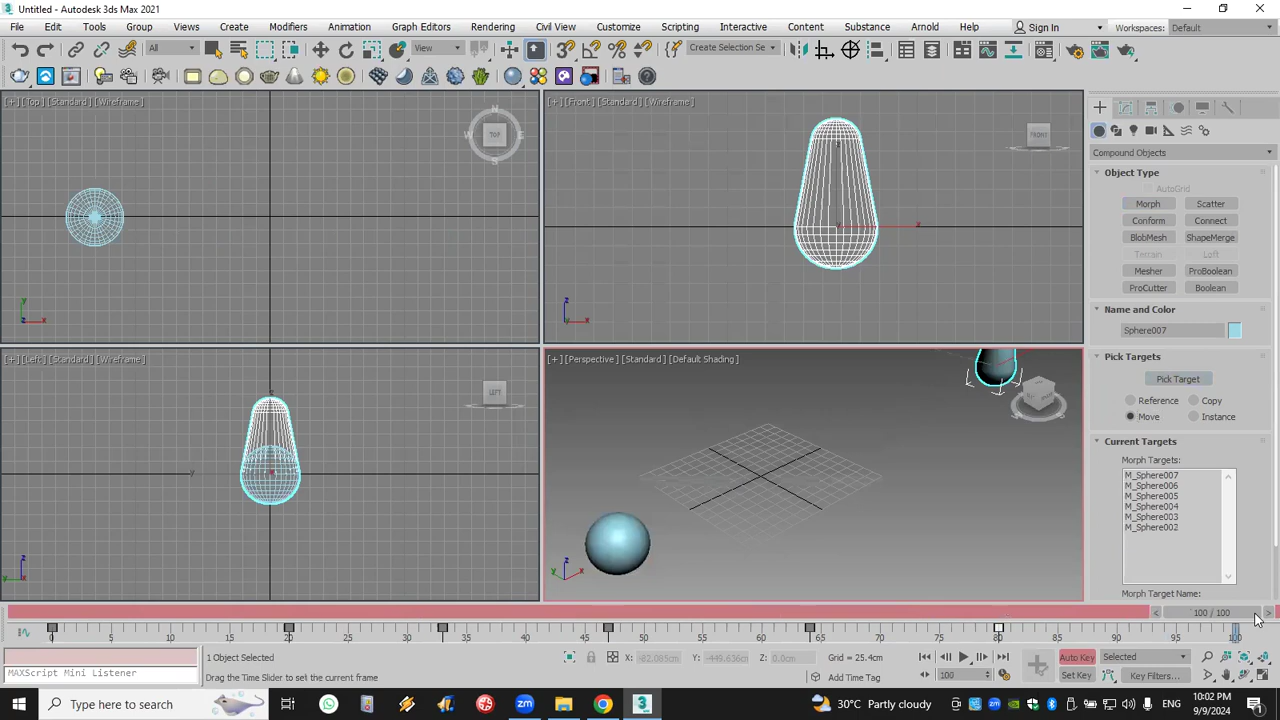 Untitled - Autodesk 3ds Max 2021
File Edit Tools Group Views Create Modifiers Animation Graph Editors Rendering Civil View Customize Scripting Interactive Content Substance Arnold Help Sign In Workspaces: Default
All View Create Selection Se
[+] [Top] [Standard] [Wireframe]
N
W TOP E
S
[+] [Front] [Standard] [Wireframe]
FRONT
Compound Objects
Object Type
AutoGrid
Morph Scatter
Conform Connect
BlobMesh ShapeMerge
Terrain Loft
Mesher ProBoolean
ProCutter Boolean
Name and Color
Sphere007
Pick Targets
Pick Target
Reference Copy
Move Instance
Current Targets
Morph Targets:
M_Sphere007
M_Sphere006
M_Sphere005
M_Sphere004
M_Sphere003
M_Sphere002
Morph Target Name:
[+] [Left] [Standard] [Wireframe]
LEFT
[+] [Perspective] [Standard] [Default Shading]
100 / 100
0 5 10 15 20 25 30 35 40 45 50 55 60 65 70 75 80 85 90 95 100
1 Object Selected
X: -82.085cm Y: -449.636cm Z: 0.0cm Grid = 25.4cm
Auto Key Selected
MAXScript Mini Listener
Drag the Time Slider to set the current frame
Add Time Tag
100
Set Key Key Filters...
Type here to search
30°C Partly cloudy
ENG
10:02 PM
9/9/2024